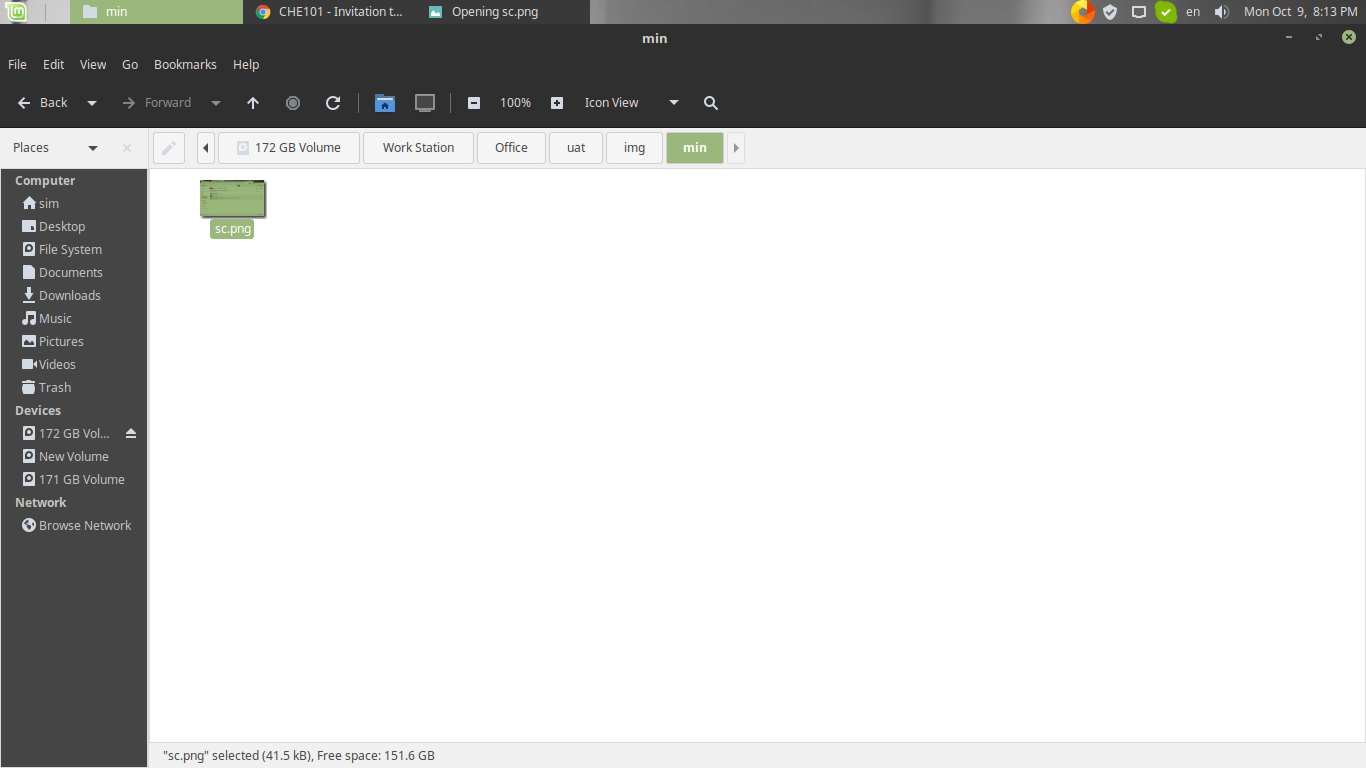 min
CHE101 - Invitation t...
Opening sc.png
en
Mon Oct 9, 8:13 PM
min
File Edit View Go Bookmarks Help
Back Forward 100% Icon View
Places
172 GB Volume Work Station Office uat img min
Computer
sim
Desktop
File System
Documents
Downloads
Music
Pictures
Videos
Trash
Devices
172 GB Vol...
New Volume
171 GB Volume
Network
Browse Network
sc.png
"sc.png" selected (41.5 kB), Free space: 151.6 GB